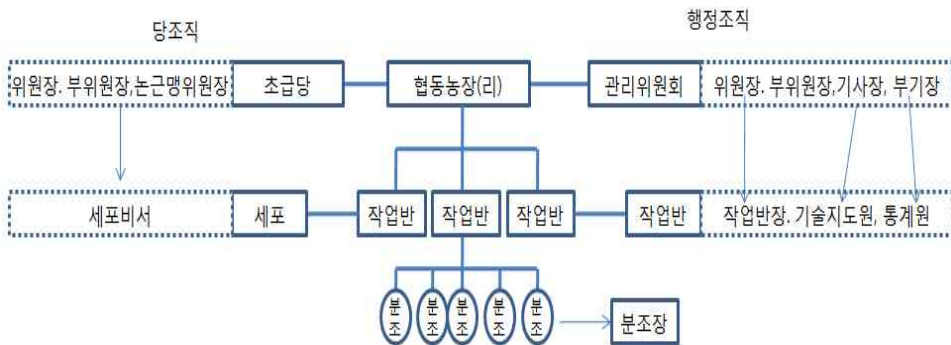 당조직
행정조직
위원장. 부위원장,논근맹위원장
초급당
협동농장(리)
관리위원회
위원장. 부위원장,기사장, 부기장
세포비서
세포
작업반
작업반
작업반
작업반
작업반장. 기술지도원, 통계원
분조
분조
분조
분조
분조
분조장